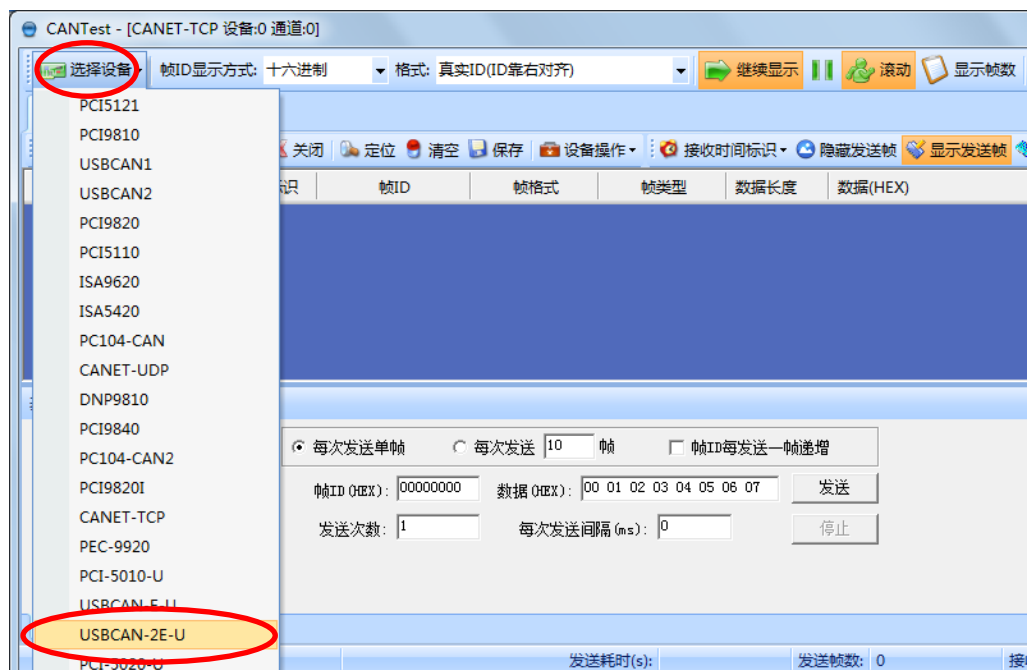 CANTest - [CANET-TCP 设备:0 通道:0]
选择设备 帧ID显示方式: 十六进制 格式: 真实ID(ID靠右对齐) 继续显示 滚动 显示帧数
PCI5121
PCI9810
关闭 定位 清空 保存 设备操作 接收时间标识 隐藏发送帧 显示发送帧
USBCAN1
USBCAN2
识 帧ID 帧格式 帧类型 数据长度 数据(HEX)
PCI9820
PCI5110
ISA9620
ISA5420
PC104-CAN
CANET-UDP
DNP9810
PCI9840
每次发送单帧 每次发送 10 帧 帧ID每发送一帧递增
PC104-CAN2
PCI9820I
帧ID(HEX): 00000000 数据(HEX): 00 01 02 03 04 05 06 07 发送
CANET-TCP
发送次数: 1 每次发送间隔(ms): 0 停止
PEC-9920
PCI-5010-U
USBCAN-E-U
USBCAN-2E-U
PCI-5020-U
发送耗时(s): 发送帧数: 0 接